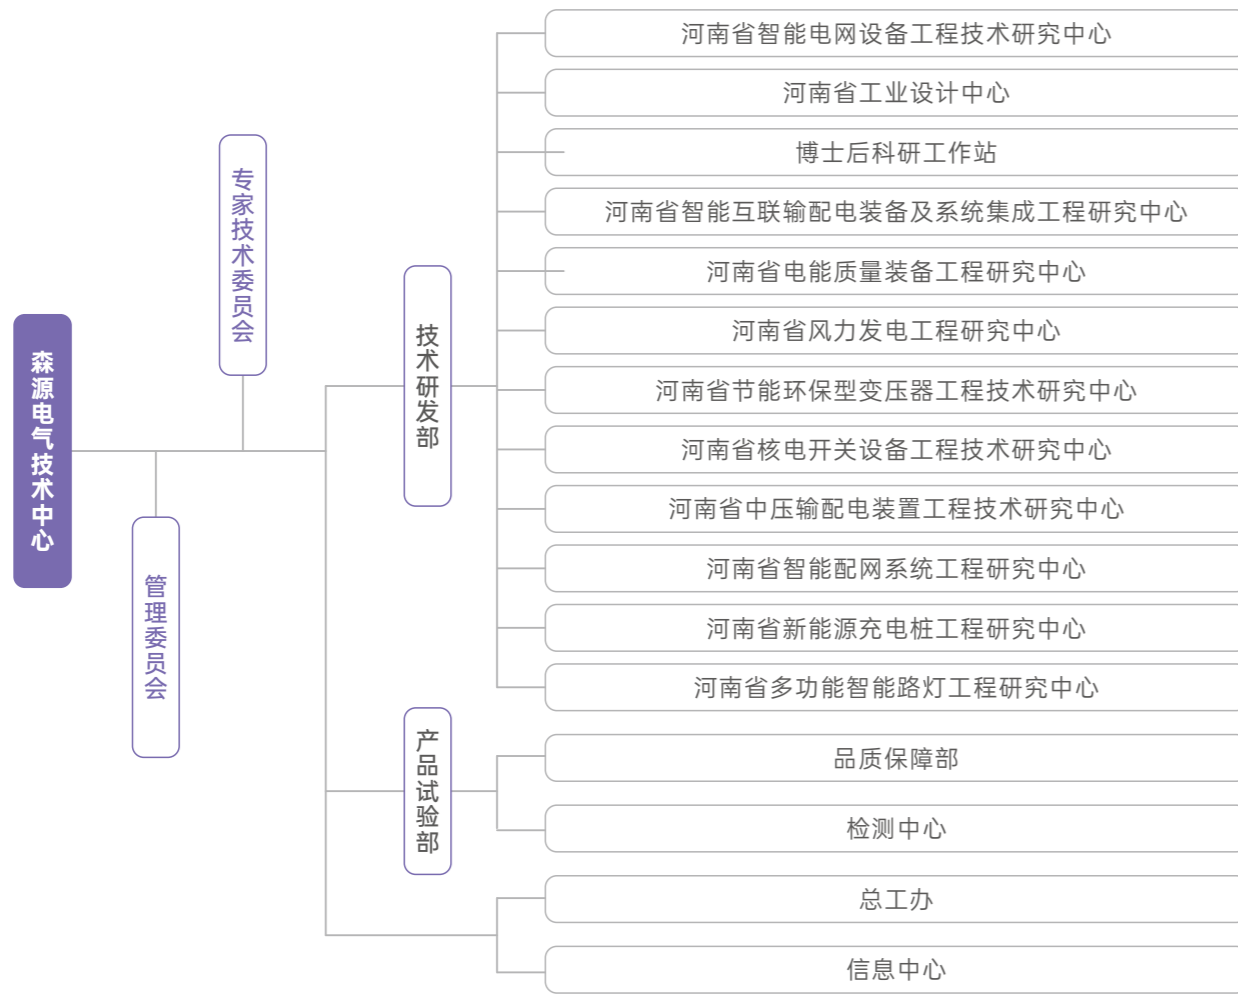 森源电气技术中心
专家技术委员会
管理委员会
技术研发部
河南省智能电网设备工程技术研究中心
河南省工业设计中心
博士后科研工作站
河南省智能互联输配电装备及系统集成工程研究中心
河南省电能质量装备工程研究中心
河南省风力发电工程研究中心
河南省节能环保型变压器工程技术研究中心
河南省核电开关设备工程技术研究中心
河南省中压输配电装置工程技术研究中心
河南省智能配网系统工程研究中心
河南省新能源充电桩工程研究中心
河南省多功能智能路灯工程研究中心
产品试验部
品质保障部
检测中心
总工办
信息中心